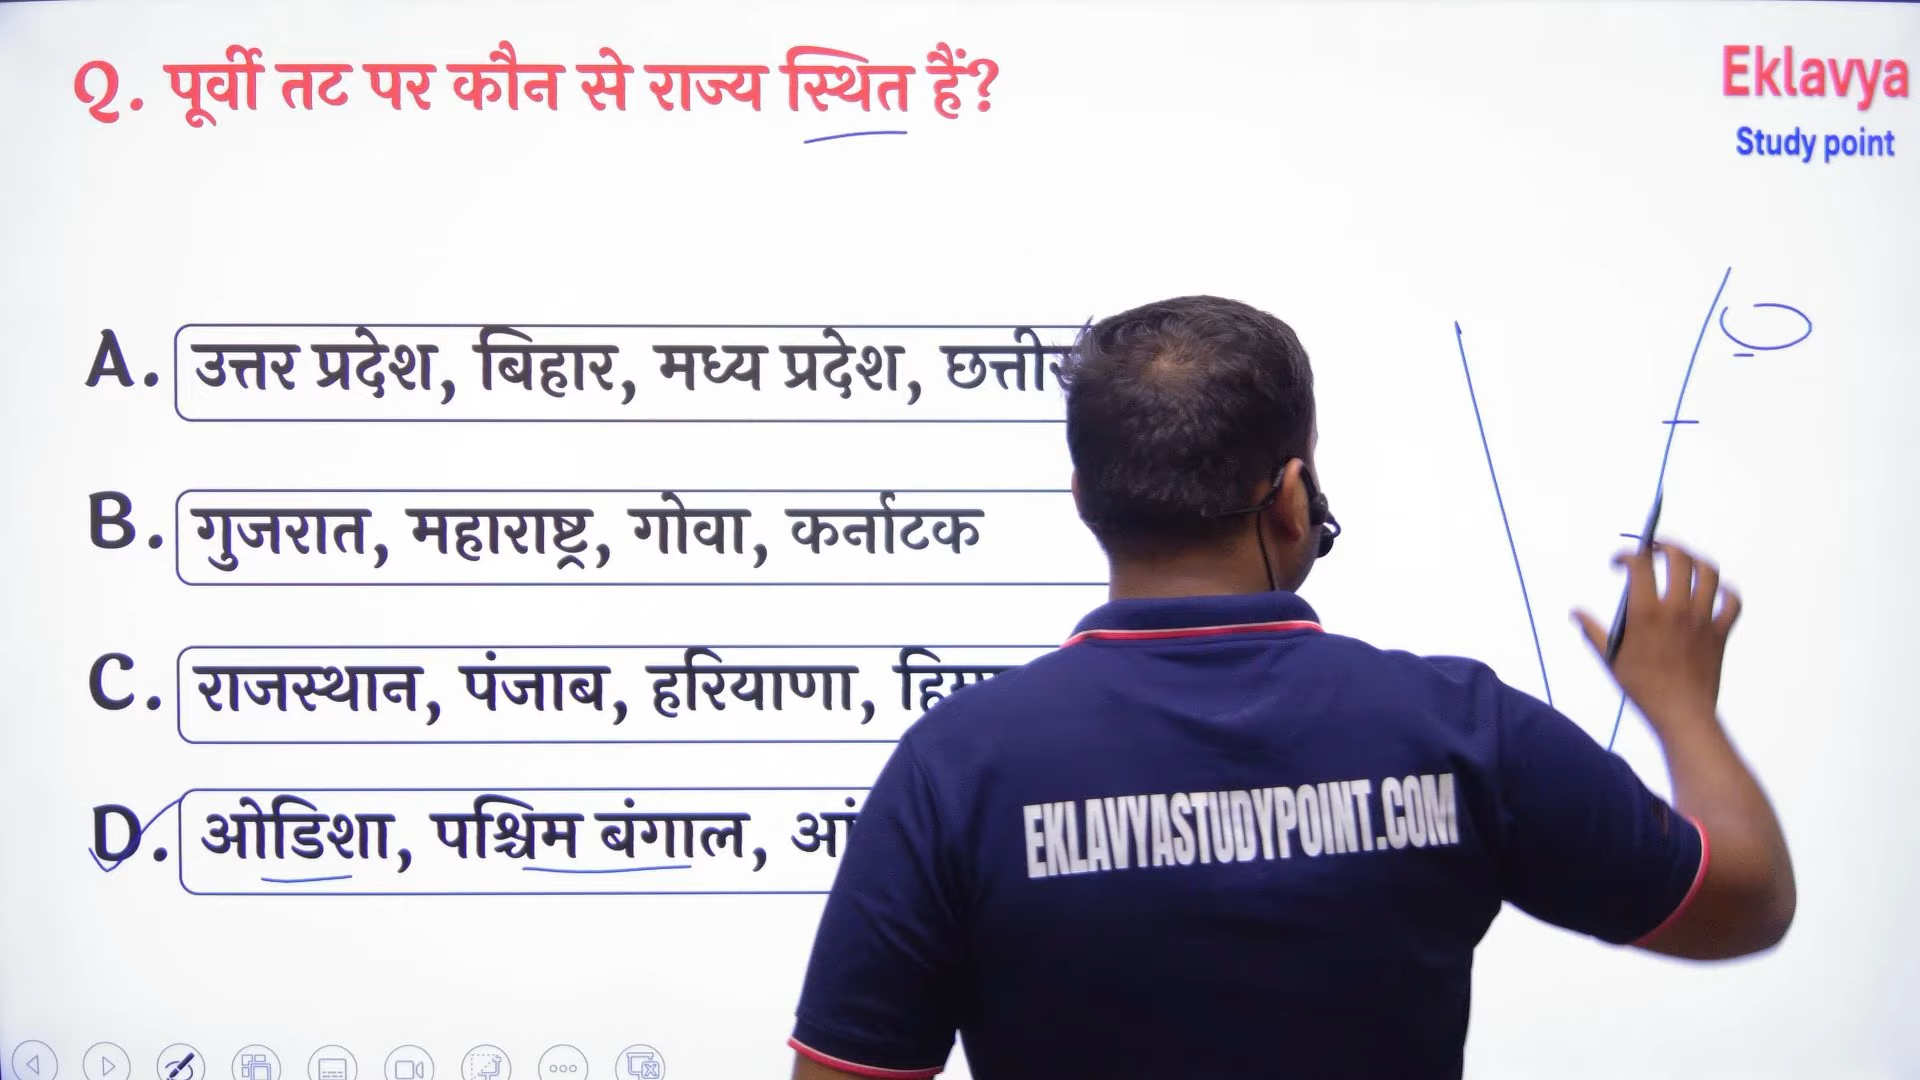 Q. पूर्वी तट पर कौन से राज्य स्थित हैं?
Eklavya
Study point
A. उत्तर प्रदेश, बिहार, मध्य प्रदेश,
B. गुजरात, महाराष्ट्र, गोवा, कर्नाटक
C. राजस्थान, पंजाब, हरियाणा,
D. ओडिशा, पश्चिम बंगाल,
EKLAVYASTUDYPOINT.COM